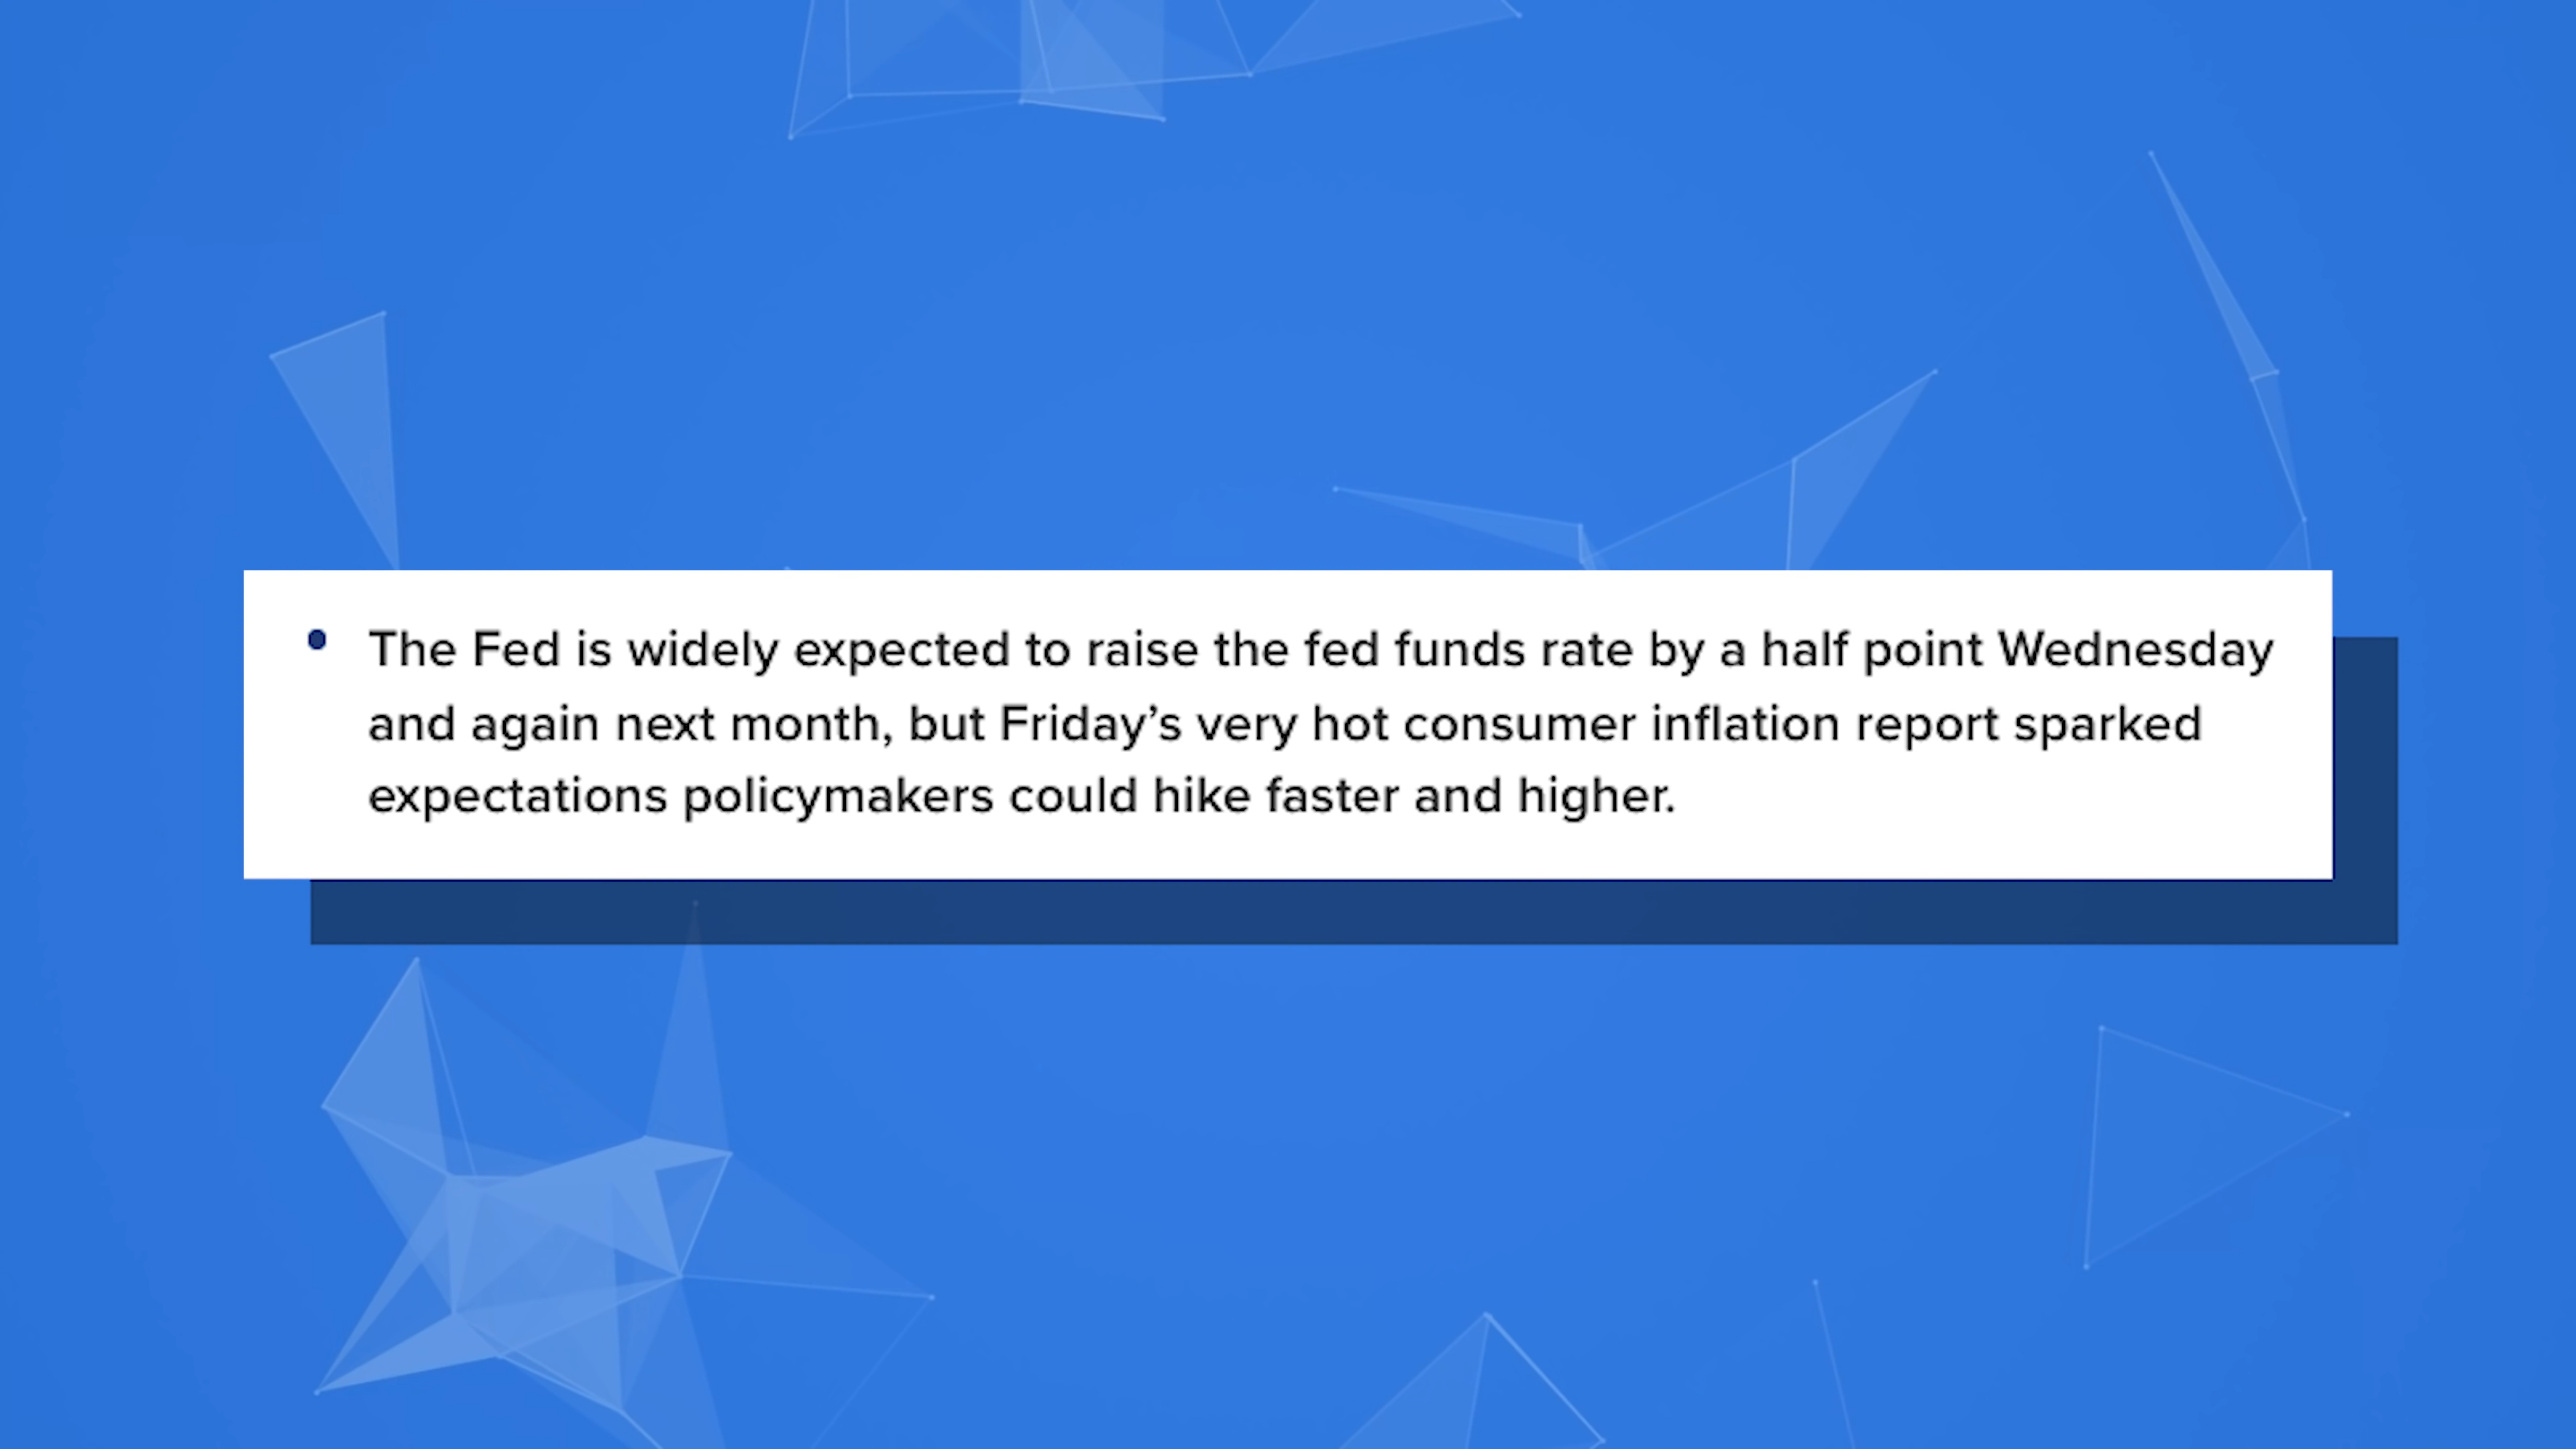 • The Fed is widely expected to raise the fed funds rate by a half point Wednesday
and again next month, but Friday’s very hot consumer inflation report sparked
expectations policymakers could hike faster and higher.